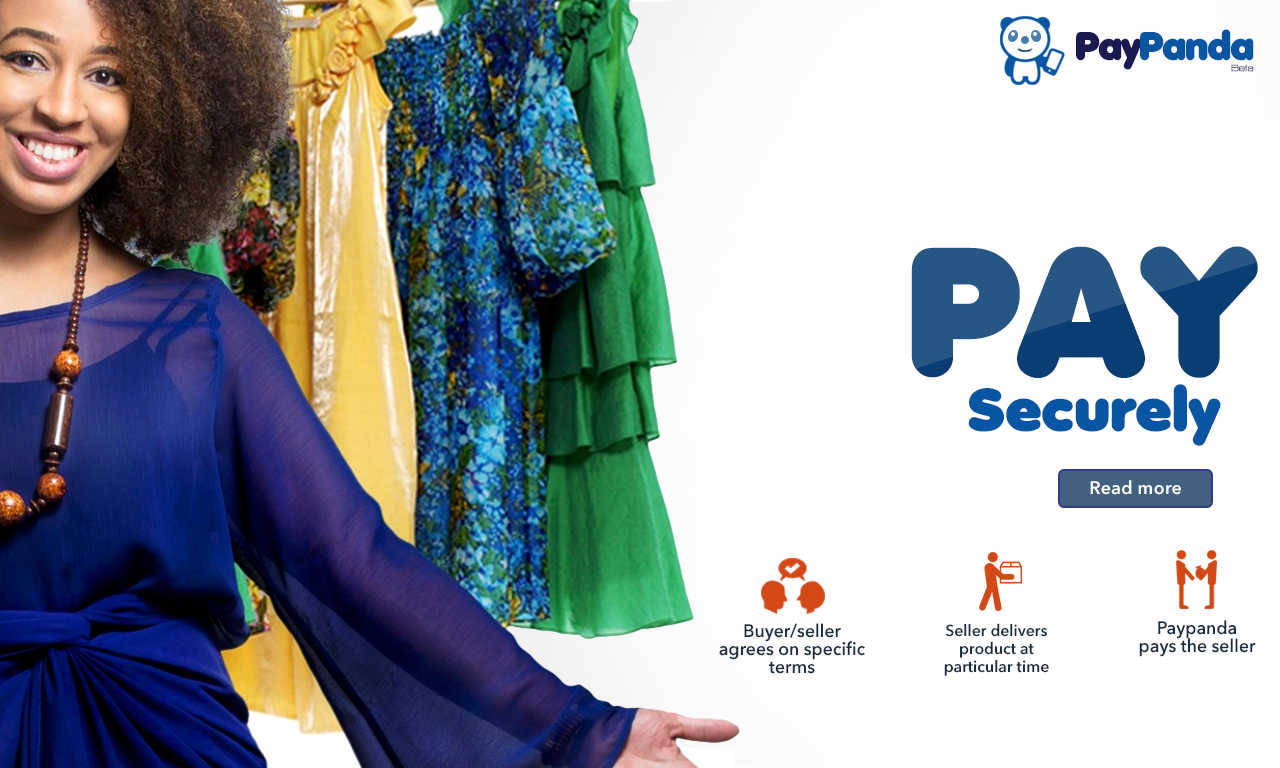 PayPanda
Beta
PAY
Securely
Read more
Buyer/seller
agrees on specific
terms
Seller delivers
product at
particular time
Paypanda
pays the seller